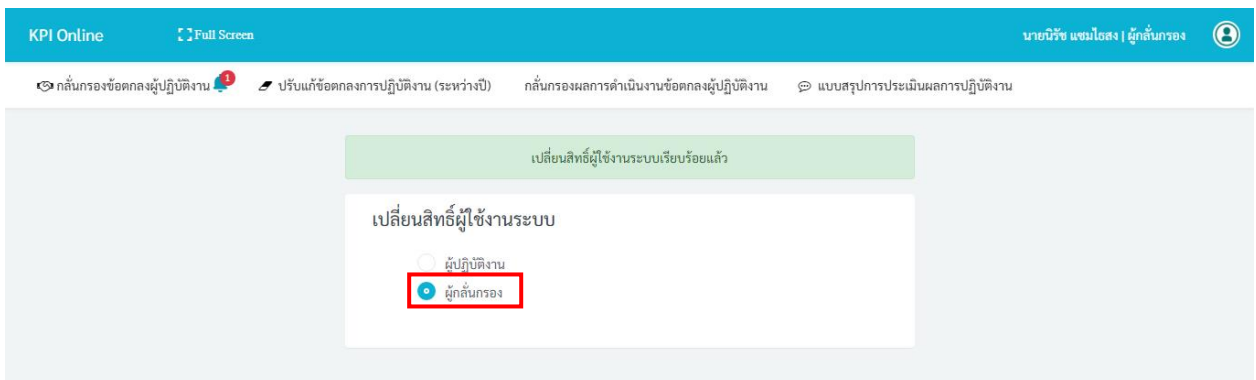 KPI Online
Full Screen
นายนิรัช แซมไธสง | ผู้กลั่นกรอง
กลั่นกรองข้อตกลงผู้ปฏิบัติงาน 1
ปรับแก้ข้อตกลงการปฏิบัติงาน (ระหว่างปี)
กลั่นกรองผลการดำเนินงานข้อตกลงผู้ปฏิบัติงาน
แบบสรุปการประเมินผลการปฏิบัติงาน
เปลี่ยนสิทธิ์ผู้ใช้งานระบบเรียบร้อยแล้ว
เปลี่ยนสิทธิ์ผู้ใช้งานระบบ
ผู้ปฏิบัติงาน
ผู้กลั่นกรอง